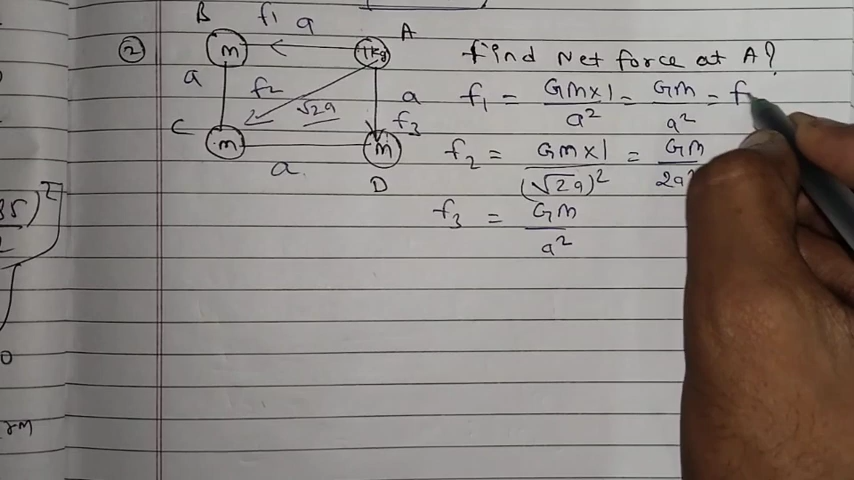 ② B f₁ a A
m 1kg find Net force at A?
a f₂ √2a a f₁ = GM×1/a² = GM/a² = f
C m m f₃
f₂ = GM×1/(√2a)² = GM/2a²
a D
f₃ = GM/a²